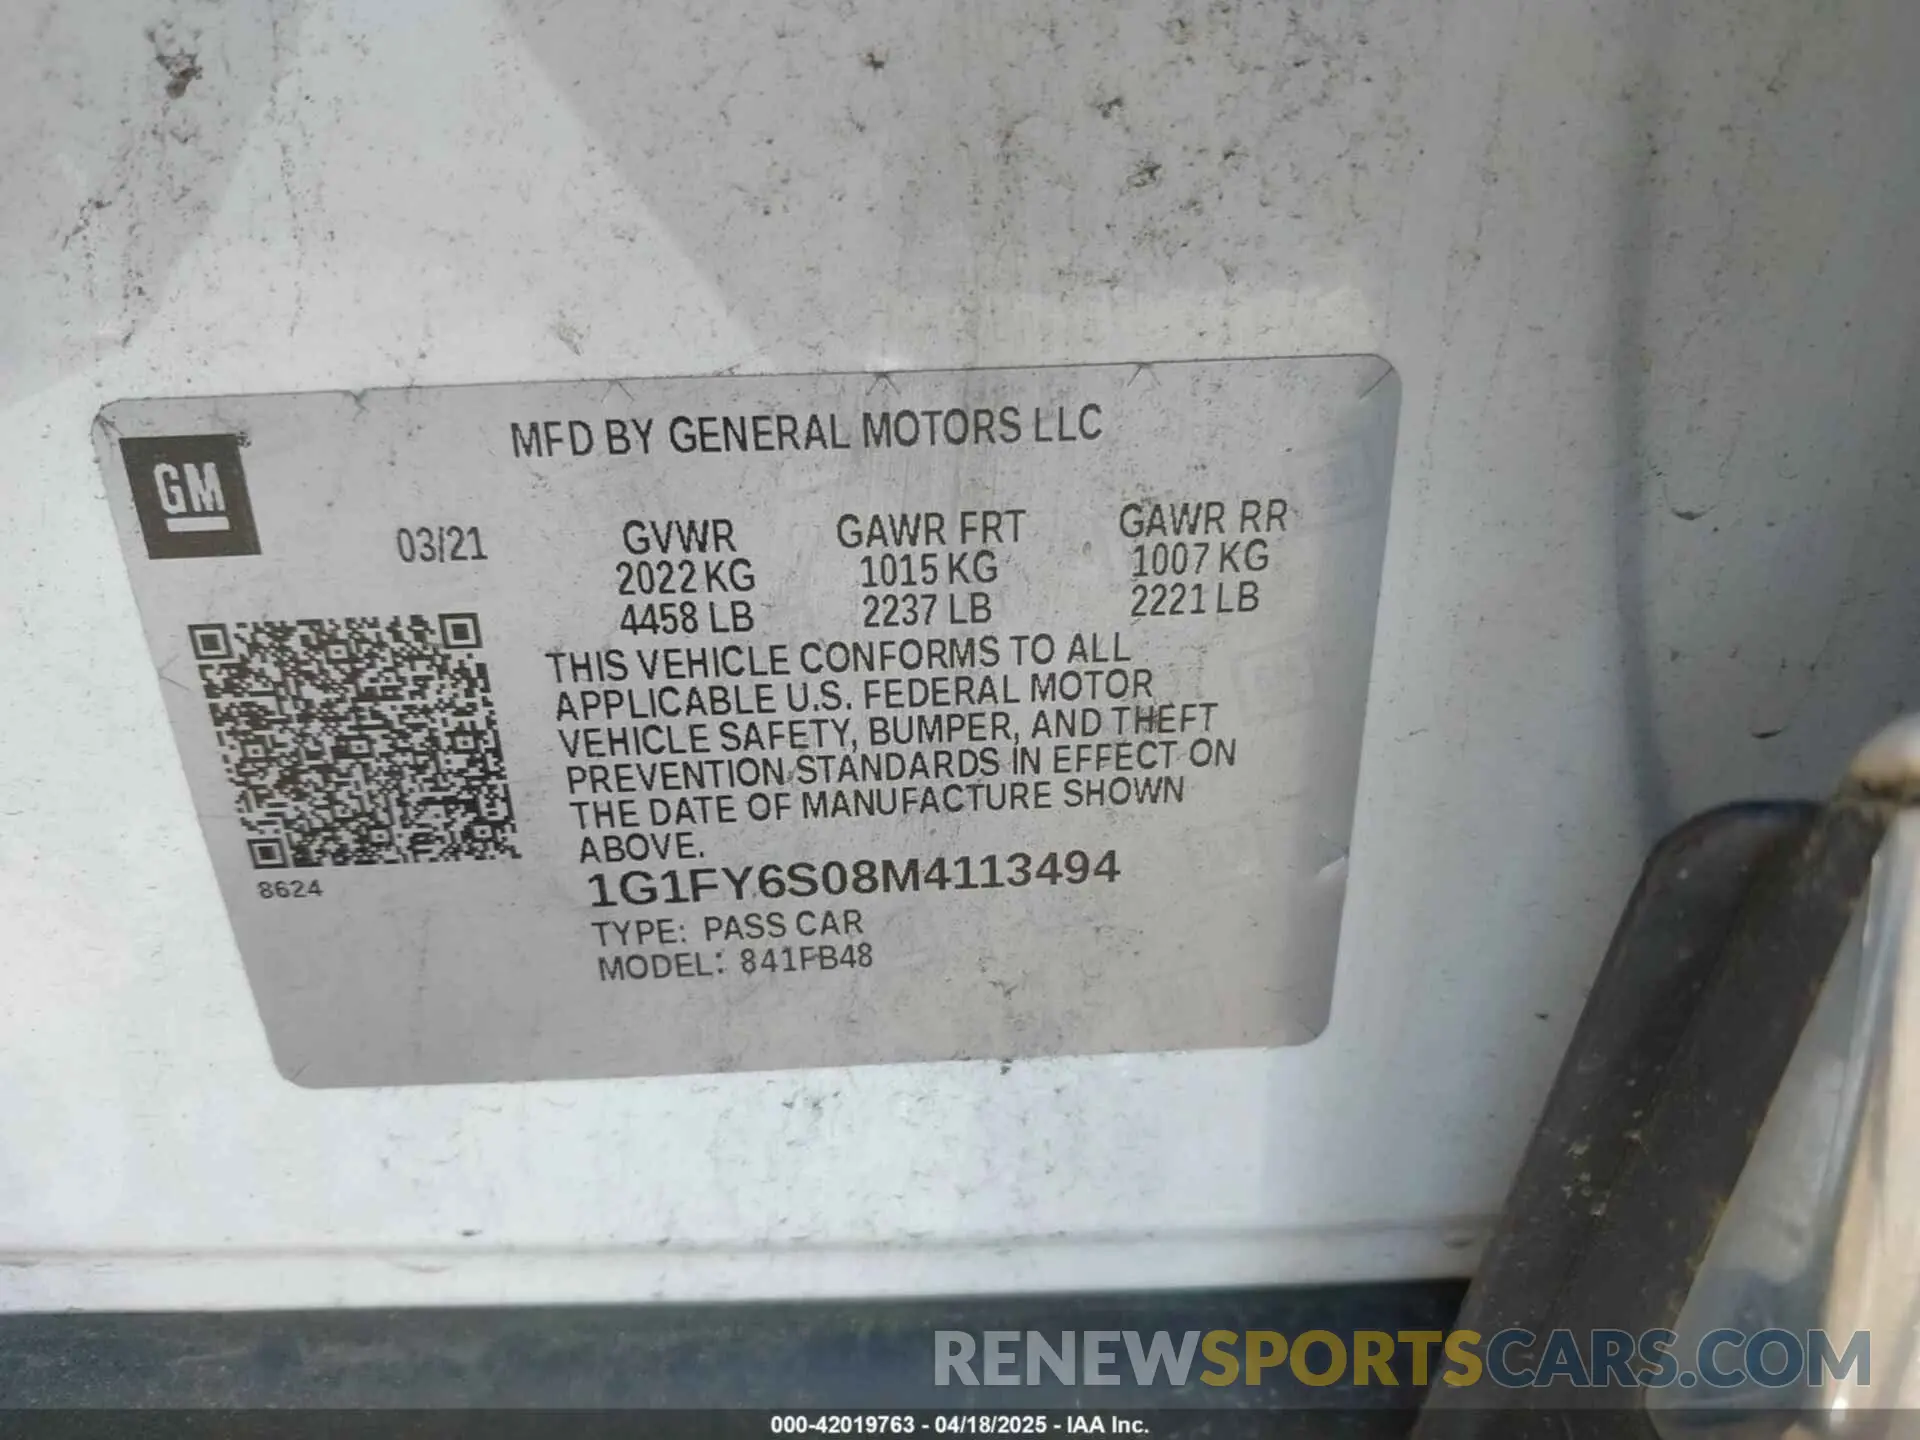 MFD BY GENERAL MOTORS LLC
GM
03/21
GVWR GAWR FRT GAWR RR
2022 KG 1015 KG 1007 KG
4458 LB 2237 LB 2221 LB
THIS VEHICLE CONFORMS TO ALL
APPLICABLE U.S. FEDERAL MOTOR
VEHICLE SAFETY, BUMPER, AND THEFT
PREVENTION STANDARDS IN EFFECT ON
THE DATE OF MANUFACTURE SHOWN
ABOVE.
8624
1G1FY6S08M4113494
TYPE: PASS CAR
MODEL: 841FB48
RENEWSPORTSCARS.COM
000-42019763 - 04/18/2025 - IAA Inc.